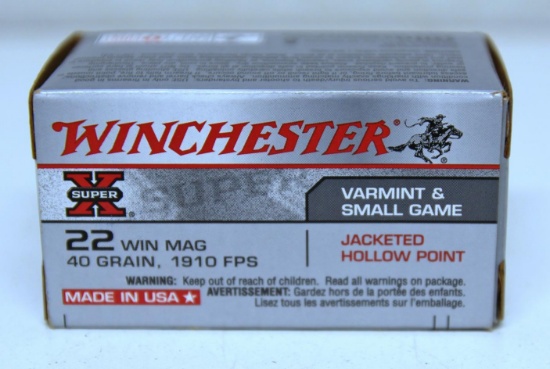 WINCHESTER
SUPER X
VARMINT &
SMALL GAME
22 WIN MAG
40 GRAIN, 1910 FPS
JACKETED
HOLLOW POINT
WARNING: Keep out of reach of children. Read all warnings on package.
AVERTISSEMENT: Gardez hors de la portée des enfants.
Lisez tous les avertissements sur l'emballage.
MADE IN USA